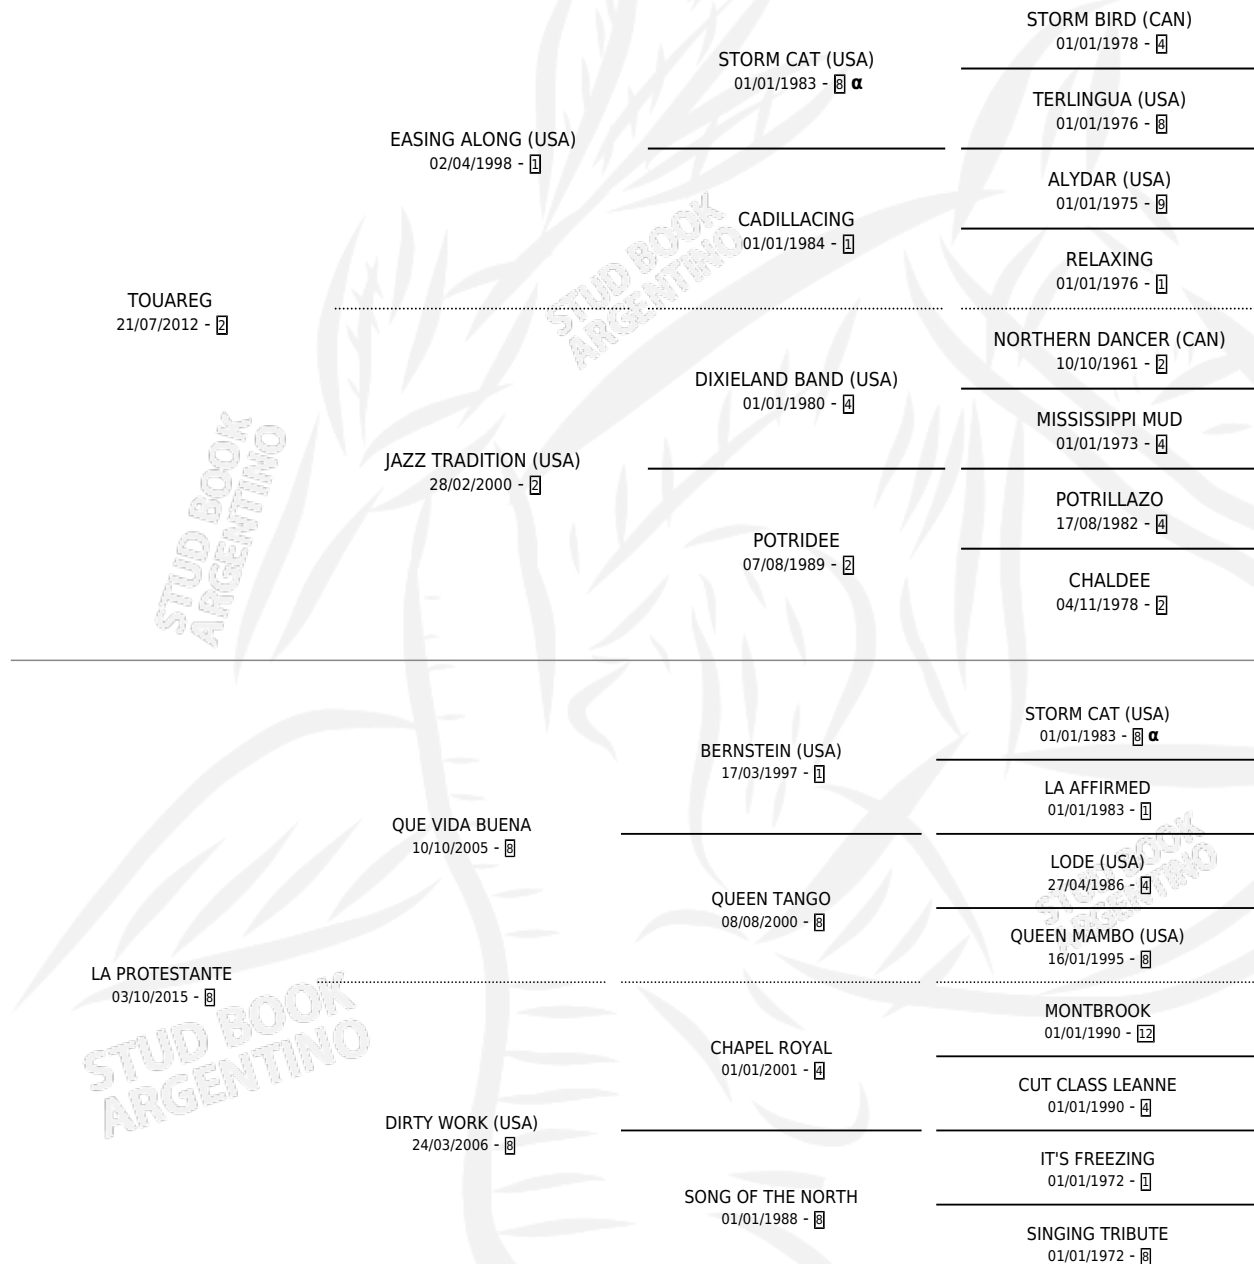 STORM BIRD (CAN)
01/01/1978 - 4
STORM CAT (USA)
01/01/1983 - 8 α
TERLINGUA (USA)
01/01/1976 - 8
EASING ALONG (USA)
02/04/1998 - 1
ALYDAR (USA)
01/01/1975 - 9
CADILLACING
01/01/1984 - 1
RELAXING
01/01/1976 - 1
TOUAREG
21/07/2012 - 2
NORTHERN DANCER (CAN)
10/10/1961 - 2
DIXIELAND BAND (USA)
01/01/1980 - 4
MISSISSIPPI MUD
01/01/1973 - 4
JAZZ TRADITION (USA)
28/02/2000 - 2
POTRILLAZO
17/08/1982 - 4
POTRIDEE
07/08/1989 - 2
CHALDEE
04/11/1978 - 2
STUD BOOK
ARGENTINO
STUD BOOK
ARGENTINO
STORM CAT (USA)
01/01/1983 - 8 α
BERNSTEIN (USA)
17/03/1997 - 1
LA AFFIRMED
01/01/1983 - 1
QUE VIDA BUENA
10/10/2005 - 8
LODE (USA)
27/04/1986 - 4
QUEEN TANGO
08/08/2000 - 8
QUEEN MAMBO (USA)
16/01/1995 - 8
LA PROTESTANTE
03/10/2015 - 8
MONTBROOK
01/01/1990 - 12
CHAPEL ROYAL
01/01/2001 - 4
CUT CLASS LEANNE
01/01/1990 - 4
DIRTY WORK (USA)
24/03/2006 - 8
IT'S FREEZING
01/01/1972 - 1
SONG OF THE NORTH
01/01/1988 - 8
SINGING TRIBUTE
01/01/1972 - 8
STUD BOOK
ARGENTINO
STUD BOOK
ARGENTINO